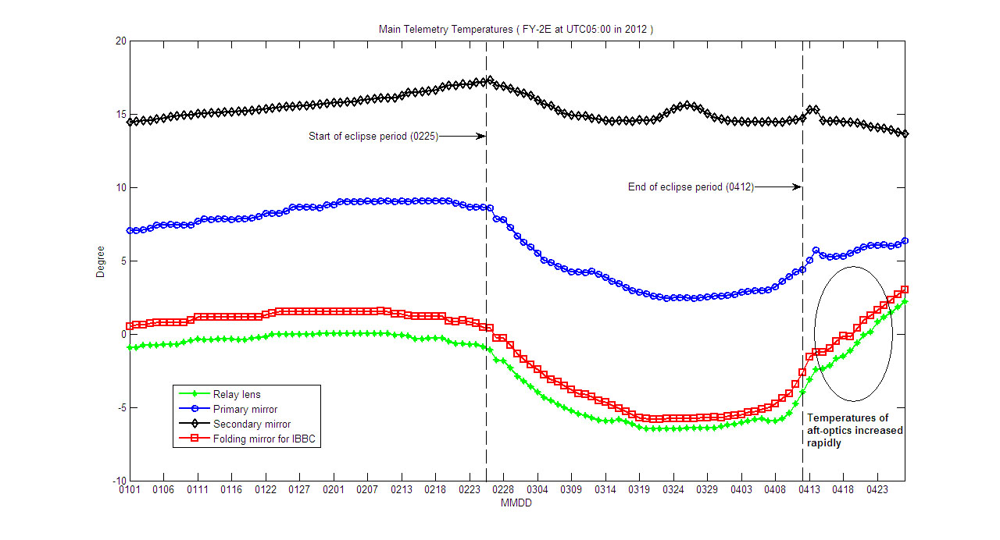 Main Telemetry Temperatures ( FY-2E at UTC05:00 in 2012 )
20
15
10
5
0
-5
-10
Degree
Start of eclipse period (0225)
End of eclipse period (0412)
Relay lens
Primary mirror
Secondary mirror
Folding mirror for IBBC
Temperatures of
aft-optics increased
rapidly
0101 0106 0111 0116 0122 0127 0201 0207 0213 0218 0223 0228 0304 0309 0314 0319 0324 0329 0403 0408 0413 0418 0423
MMDD